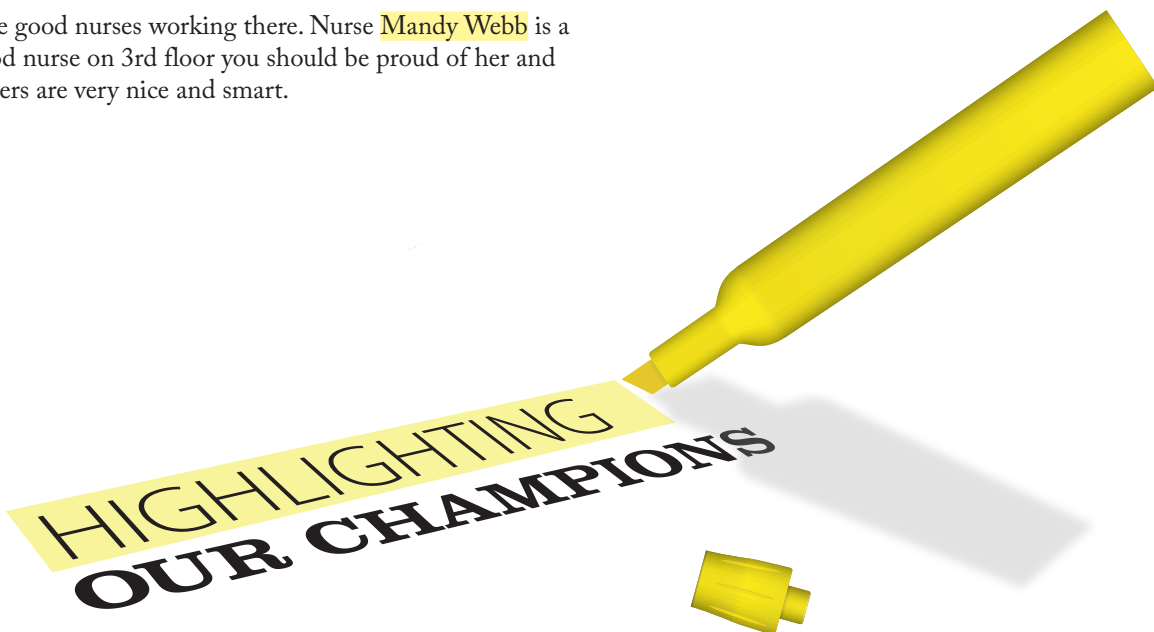 e good nurses working there. Nurse Mandy Webb is a
od nurse on 3rd floor you should be proud of her and
ers are very nice and smart.
HIGHLIGHTING
OUR CHAMPIONS